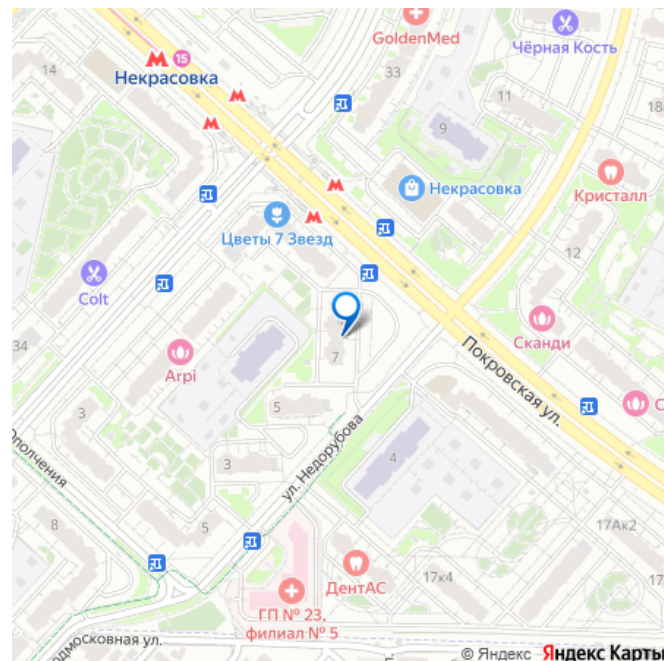 GoldenMed
Чёрная Кость
15
Некрасовка
14
33
11
18
9
Некрасовка
Кристалл
Цветы 7 Звезд
12
Colt
Сканди
34
7
Arpi
Покровская ул.
С
5
3
ул. Недорубова
Ополчения
3
4
8
5
17Ак2
ДентАС
17к4
ГП № 23,
филиал № 5
одмосковная ул.
© Яндекс Яндекс Карты